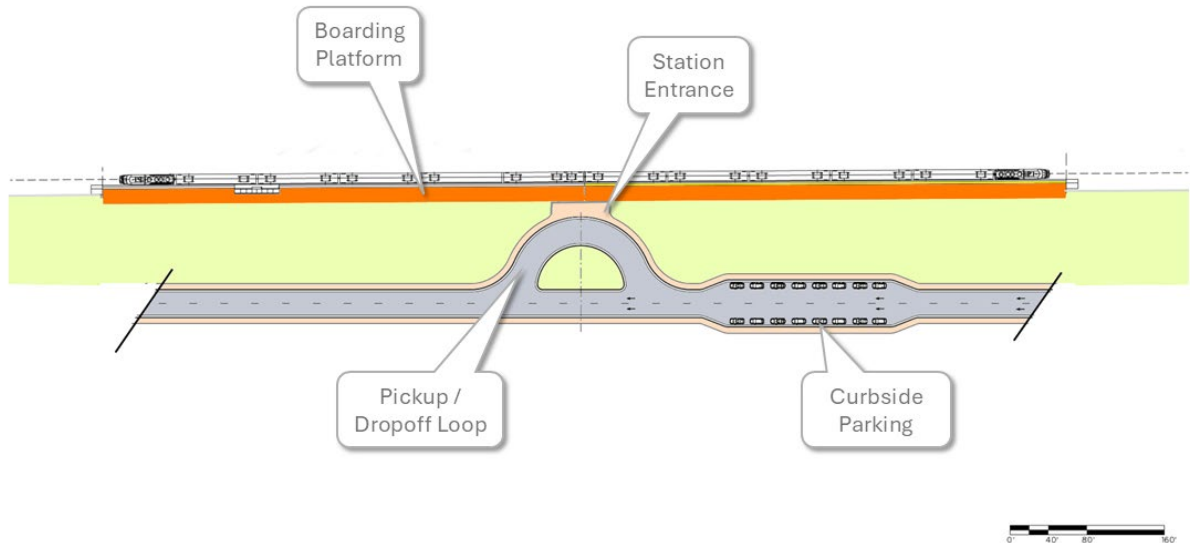 Boarding
Platform
Station
Entrance
Pickup /
Dropoff Loop
Curbside
Parking
0' 40' 80' 160'